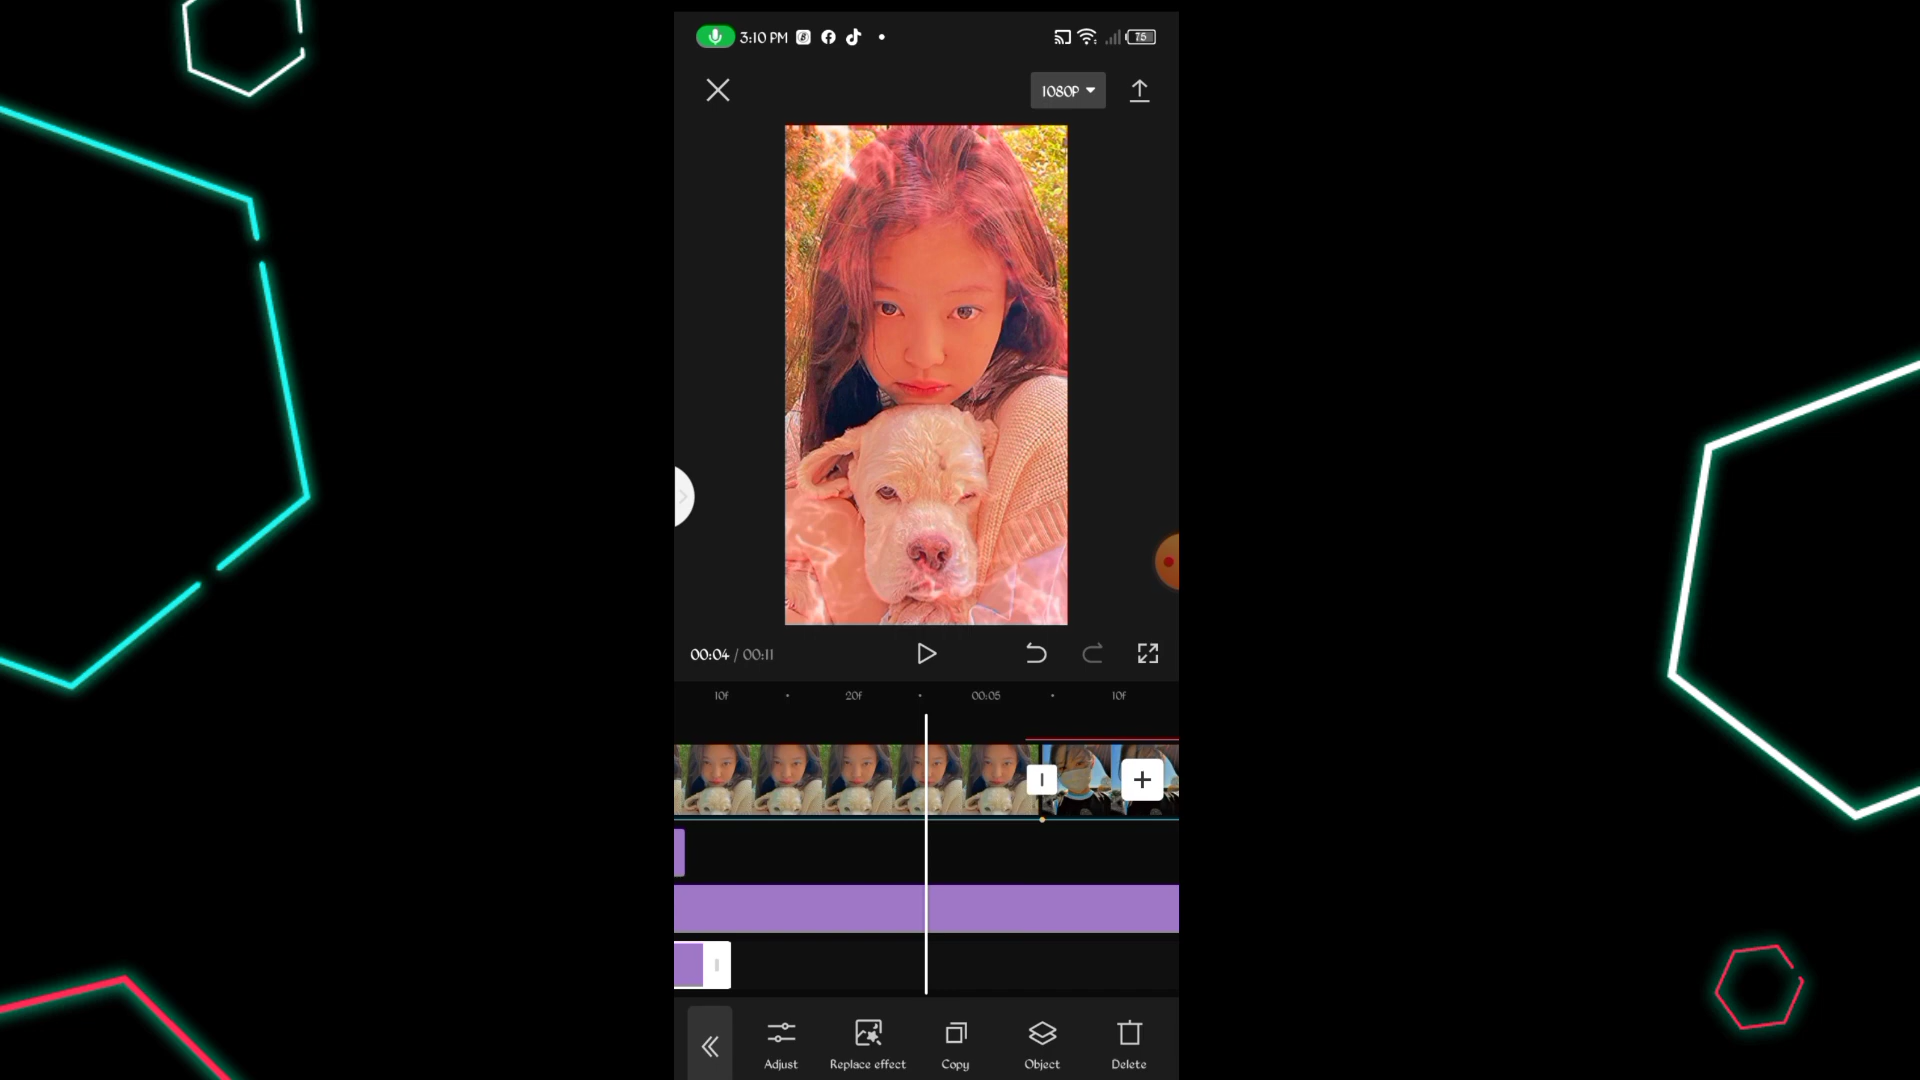 3:10 PM
75
1080P
00:04 / 00:11
10f 20f 00:05 10f
Adjust Replace effect Copy Object Delete